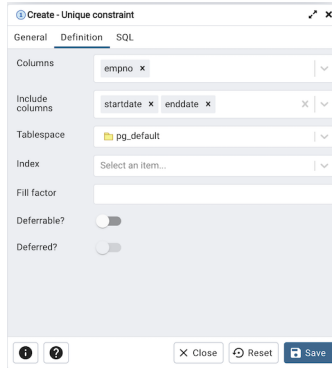 Create - Unique constraint
General Definition SQL
Columns empno
Include columns startdate enddate
Tablespace pg_default
Index Select an item...
Fill factor
Deferrable?
Deferred?
Close Reset Save